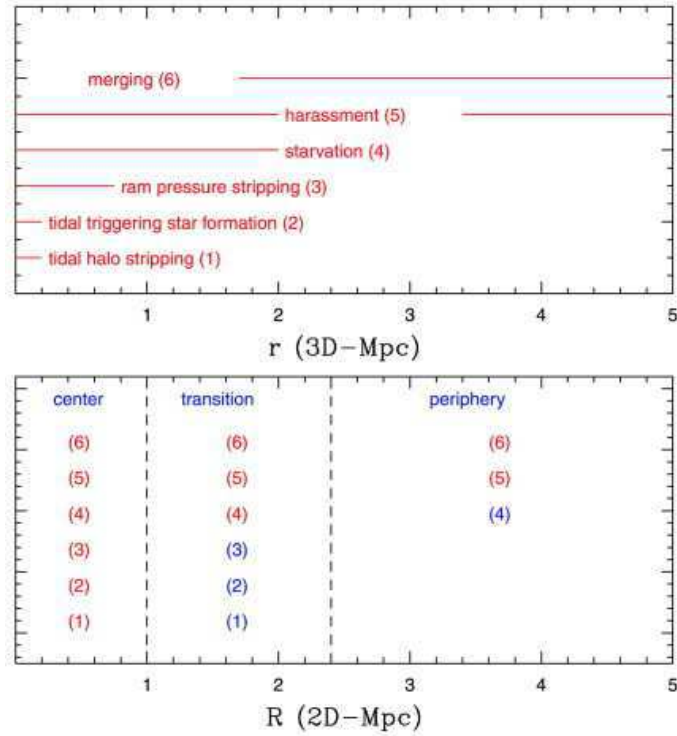 merging (6)
harassment (5)
starvation (4)
ram pressure stripping (3)
tidal triggering star formation (2)
tidal halo stripping (1)
1 2 3 4 5
r (3D-Mpc)
center transition periphery
(6) (6) (6)
(5) (5) (5)
(4) (4) (4)
(3) (3)
(2) (2)
(1) (1)
1 2 3 4 5
R (2D-Mpc)